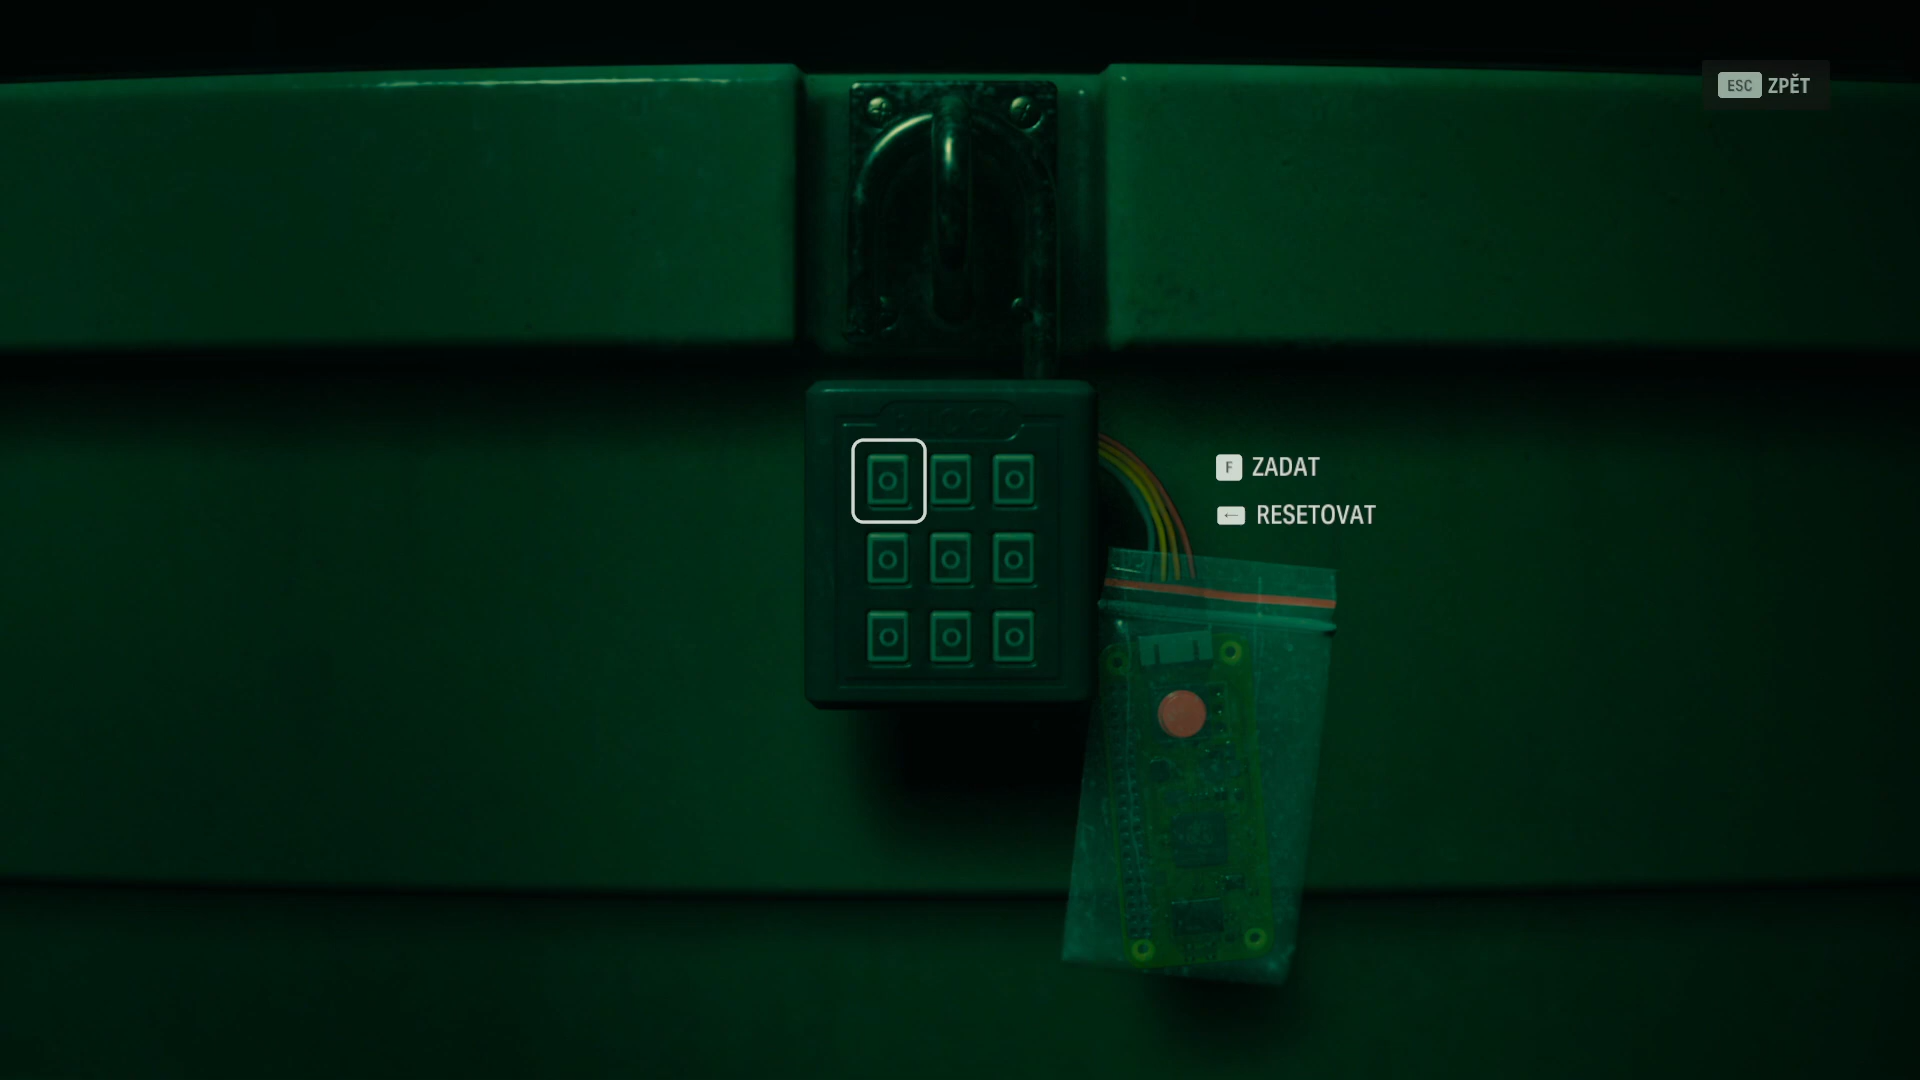 ESC ZPĚT
F ZADAT
← RESETOVAT